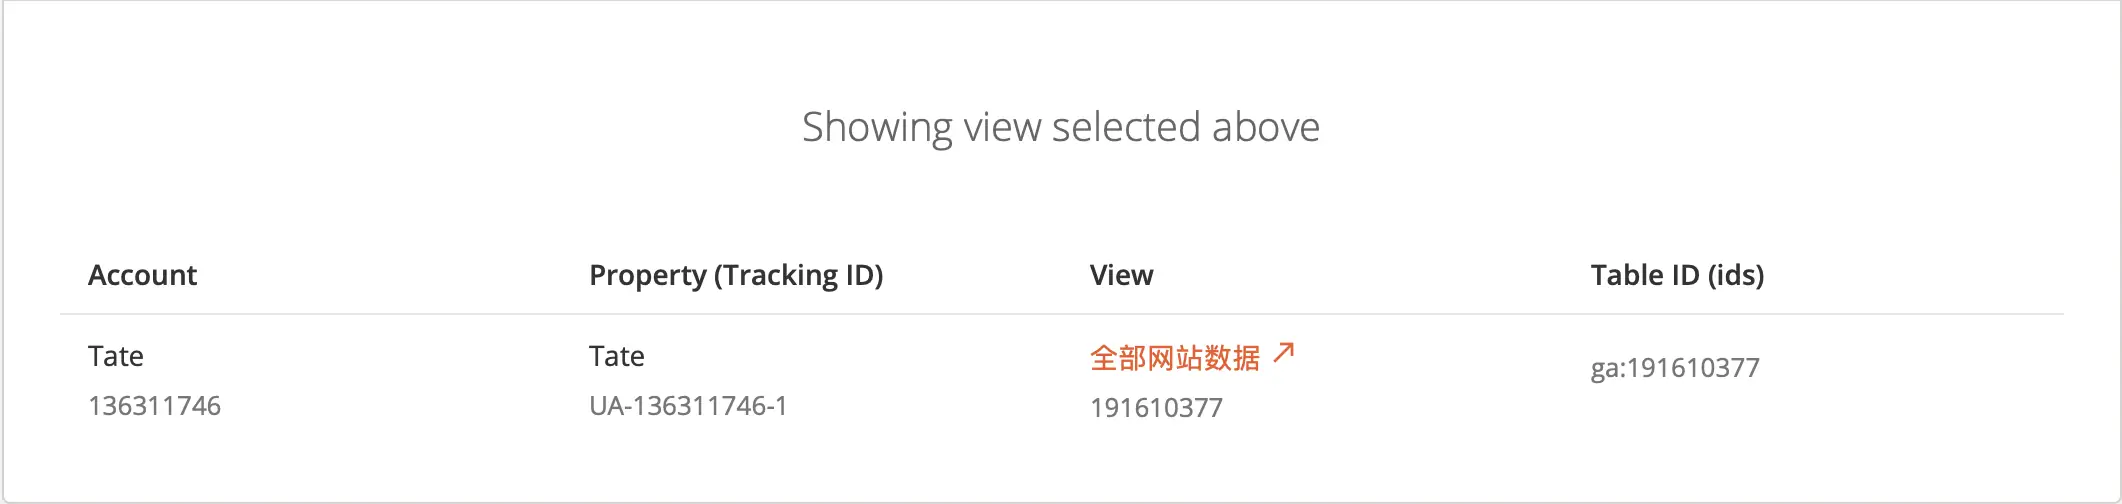 Showing view selected above
Account Property (Tracking ID) View Table ID (ids)
Tate Tate 全部网站数据 ↗ ga:191610377
136311746 UA-136311746-1 191610377